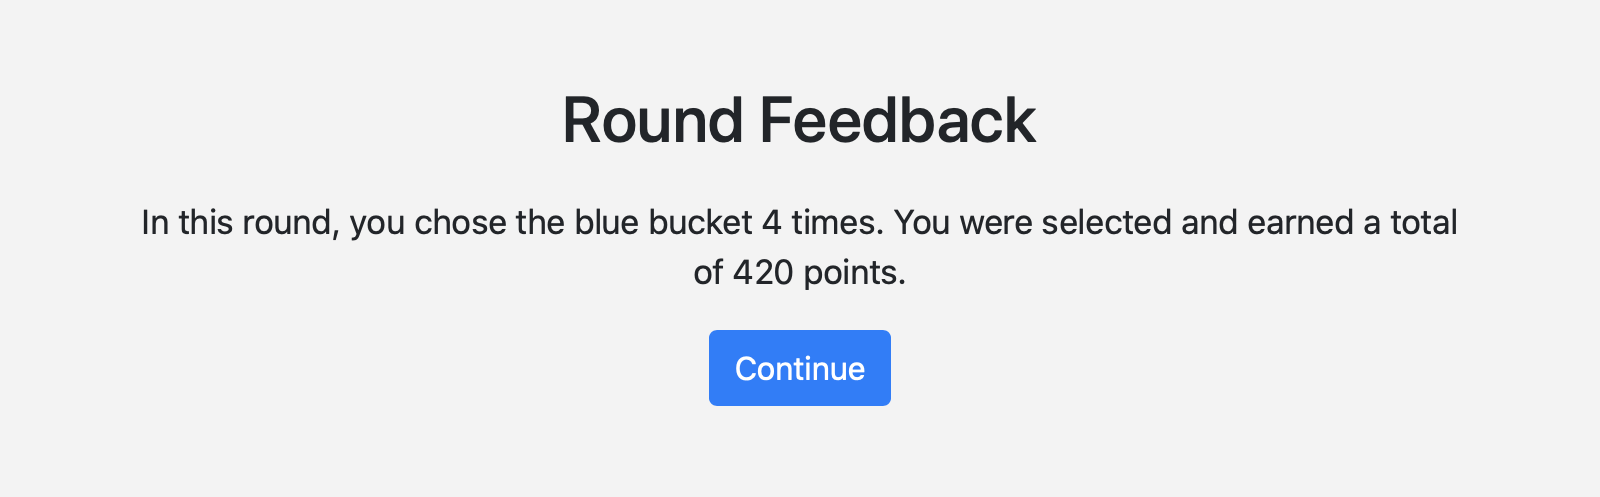 Round Feedback
In this round, you chose the blue bucket 4 times. You were selected and earned a total
of 420 points.
Continue